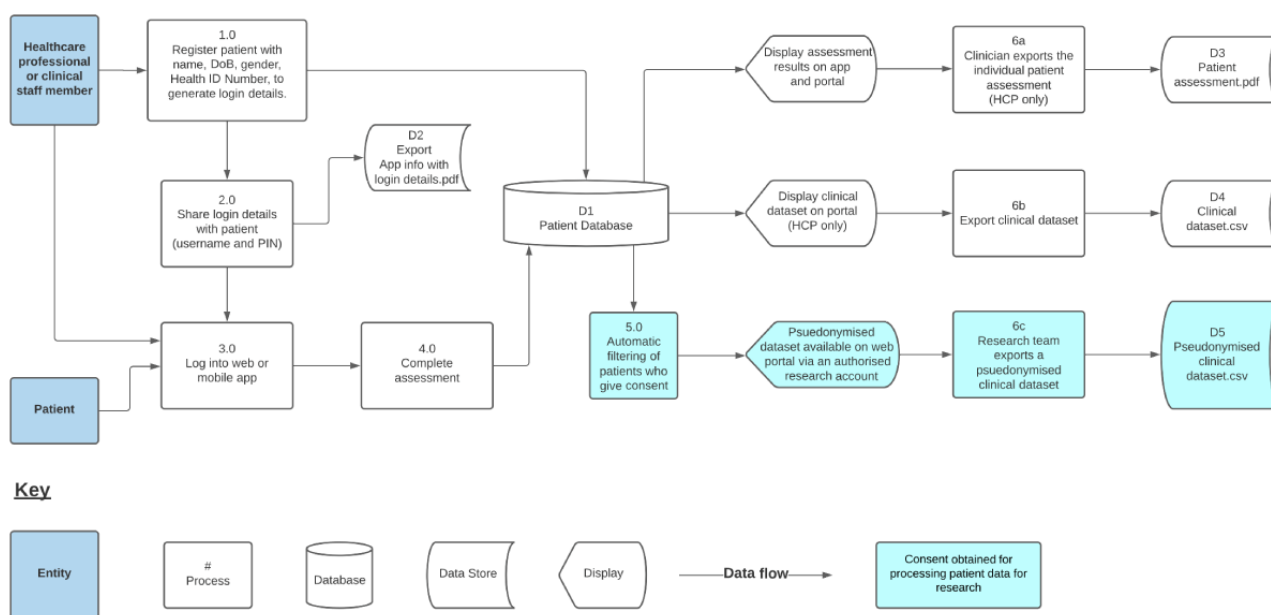 Healthcare
professional
or clinical
staff member
1.0
Register patient with
name, DoB, gender,
Health ID Number, to
generate login details.
D2
Export
App info with
login details.pdf
2.0
Share login details
with patient
(username and PIN)
3.0
Log into web or
mobile app
Patient
4.0
Complete
assessment
D1
Patient Database
Display assessment
results on app
and portal
6a
Clinician exports the
individual patient
assessment
(HCP only)
D3
Patient
assessment.pdf
Display clinical
dataset on portal
(HCP only)
6b
Export clinical dataset
D4
Clinical
dataset.csv
5.0
Automatic
filtering of
patients who
give consent
Psuedonymised
dataset available on web
portal via an authorised
research account
6c
Research team
exports a
psuedonymised
clinical dataset
D5
Pseudonymised
clinical
dataset.csv
Key
Entity
#
Process
Database
Data Store
Display
Data flow
Consent obtained for
processing patient data for
research